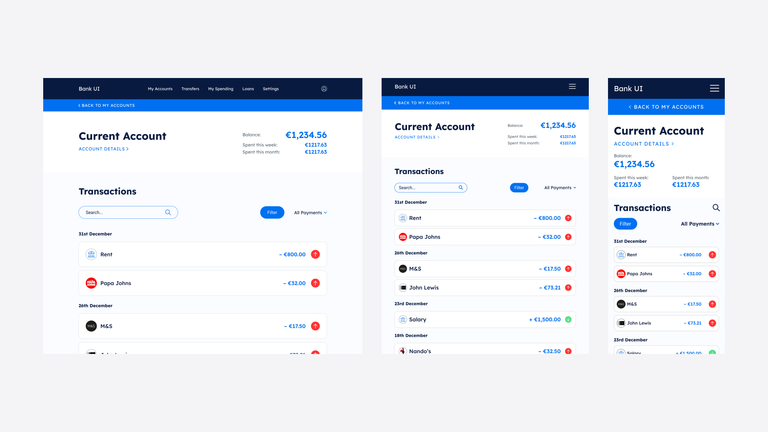 Bank UI
My Accounts Transfers My Spending Loans Settings
BACK TO MY ACCOUNTS
Current Account
ACCOUNT DETAILS
Balance: €1,234.56
Spent this week: €1217.63
Spent this month: €1217.63
Transactions
Search...
Filter
All Payments
31st December
Rent – €800.00
Papa Johns – €32.00
26th December
M&S – €17.50
Bank UI
BACK TO MY ACCOUNTS
Current Account
ACCOUNT DETAILS
Balance: €1,234.56
Spent this week: €1217.63
Spent this month: €1217.63
Transactions
Search...
Filter
All Payments
31st December
Rent – €800.00
Papa Johns – €32.00
26th December
M&S – €17.50
John Lewis – €73.21
23rd December
Salary + €1,500.00
18th December
Nando's – €32.50
Bank UI
BACK TO MY ACCOUNTS
Current Account
ACCOUNT DETAILS
Balance:
€1,234.56
Spent this week: Spent this month:
€1217.63 €1217.63
Transactions
Filter
All Payments
31st December
Rent – €800.00
Papa Johns – €32.00
26th December
M&S – €17.50
John Lewis – €73.21
23rd December
Salary + €1,500.00